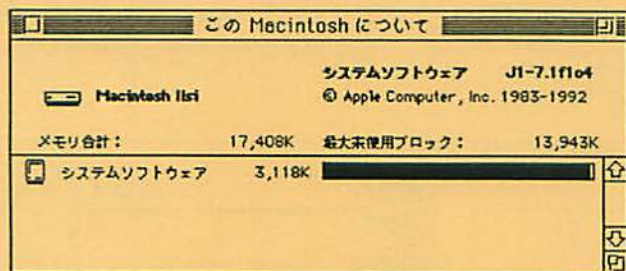 この Macintosh について
システムソフトウェア J1-7.1f1o4
Macintosh IIsi
© Apple Computer, Inc. 1983-1992
メモリ合計： 17,408K 最大未使用ブロック： 13,943K
システムソフトウェア 3,118K